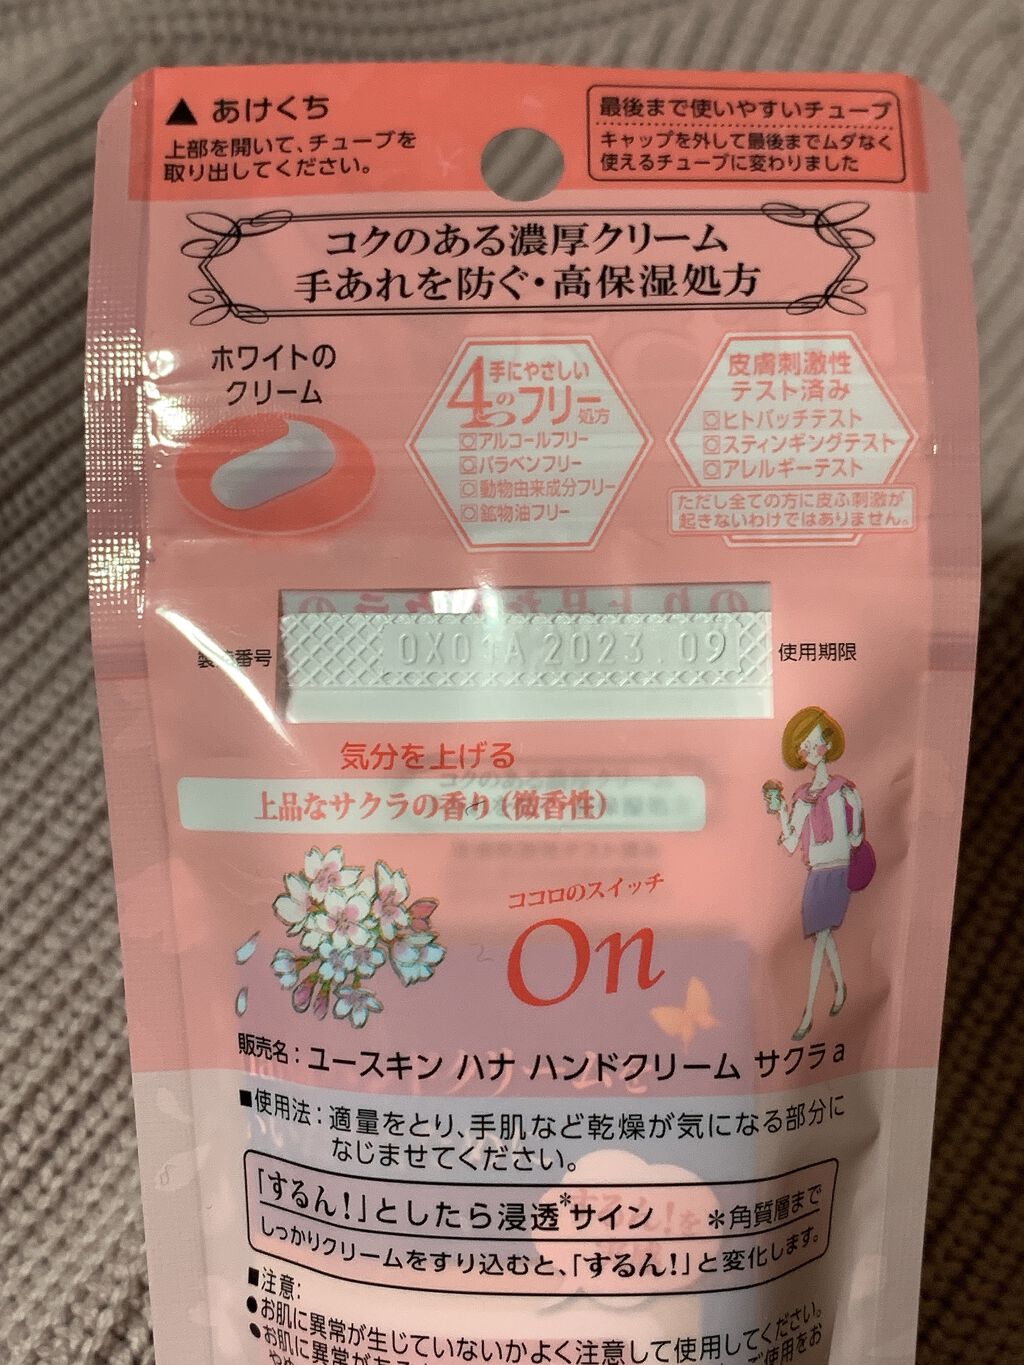 ▲あけくち
上部を開いて、チューブを
取り出してください。
最後まで使いやすいチューブ
キャップを外して最後までムダなく
使えるチューブに変わりました
コクのある濃厚クリーム
手あれを防ぐ・高保湿処方
ホワイトの
クリーム
手にやさしい
4つのフリー処方
アルコールフリー
パラベンフリー
動物由来成分フリー
鉱物油フリー
皮膚刺激性
テスト済み
ヒトパッチテスト
スティンギングテスト
アレルギーテスト
ただし全ての方に皮ふ刺激が
起きないわけではありません。
製造番号
2023.09
使用期限
気分を上げる
上品なサクラの香り(微香性)
ココロのスイッチ
On
販売名:ユースキン ハナ ハンドクリーム サクラa
■使用法:適量をとり、手肌など乾燥が気になる部分に
なじませてください。
「するん!」としたら浸透*サイン *角質層まで
しっかりクリームをすり込むと、「するん!」と変化します。
■注意:
●お肌に異常が生じていないかよく注意して使用してください。